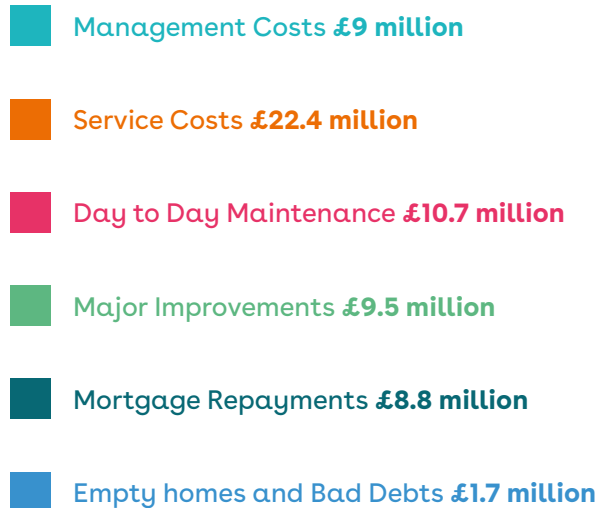 Management Costs £9 million
Service Costs £22.4 million
Day to Day Maintenance £10.7 million
Major Improvements £9.5 million
Mortgage Repayments £8.8 million
Empty homes and Bad Debts £1.7 million